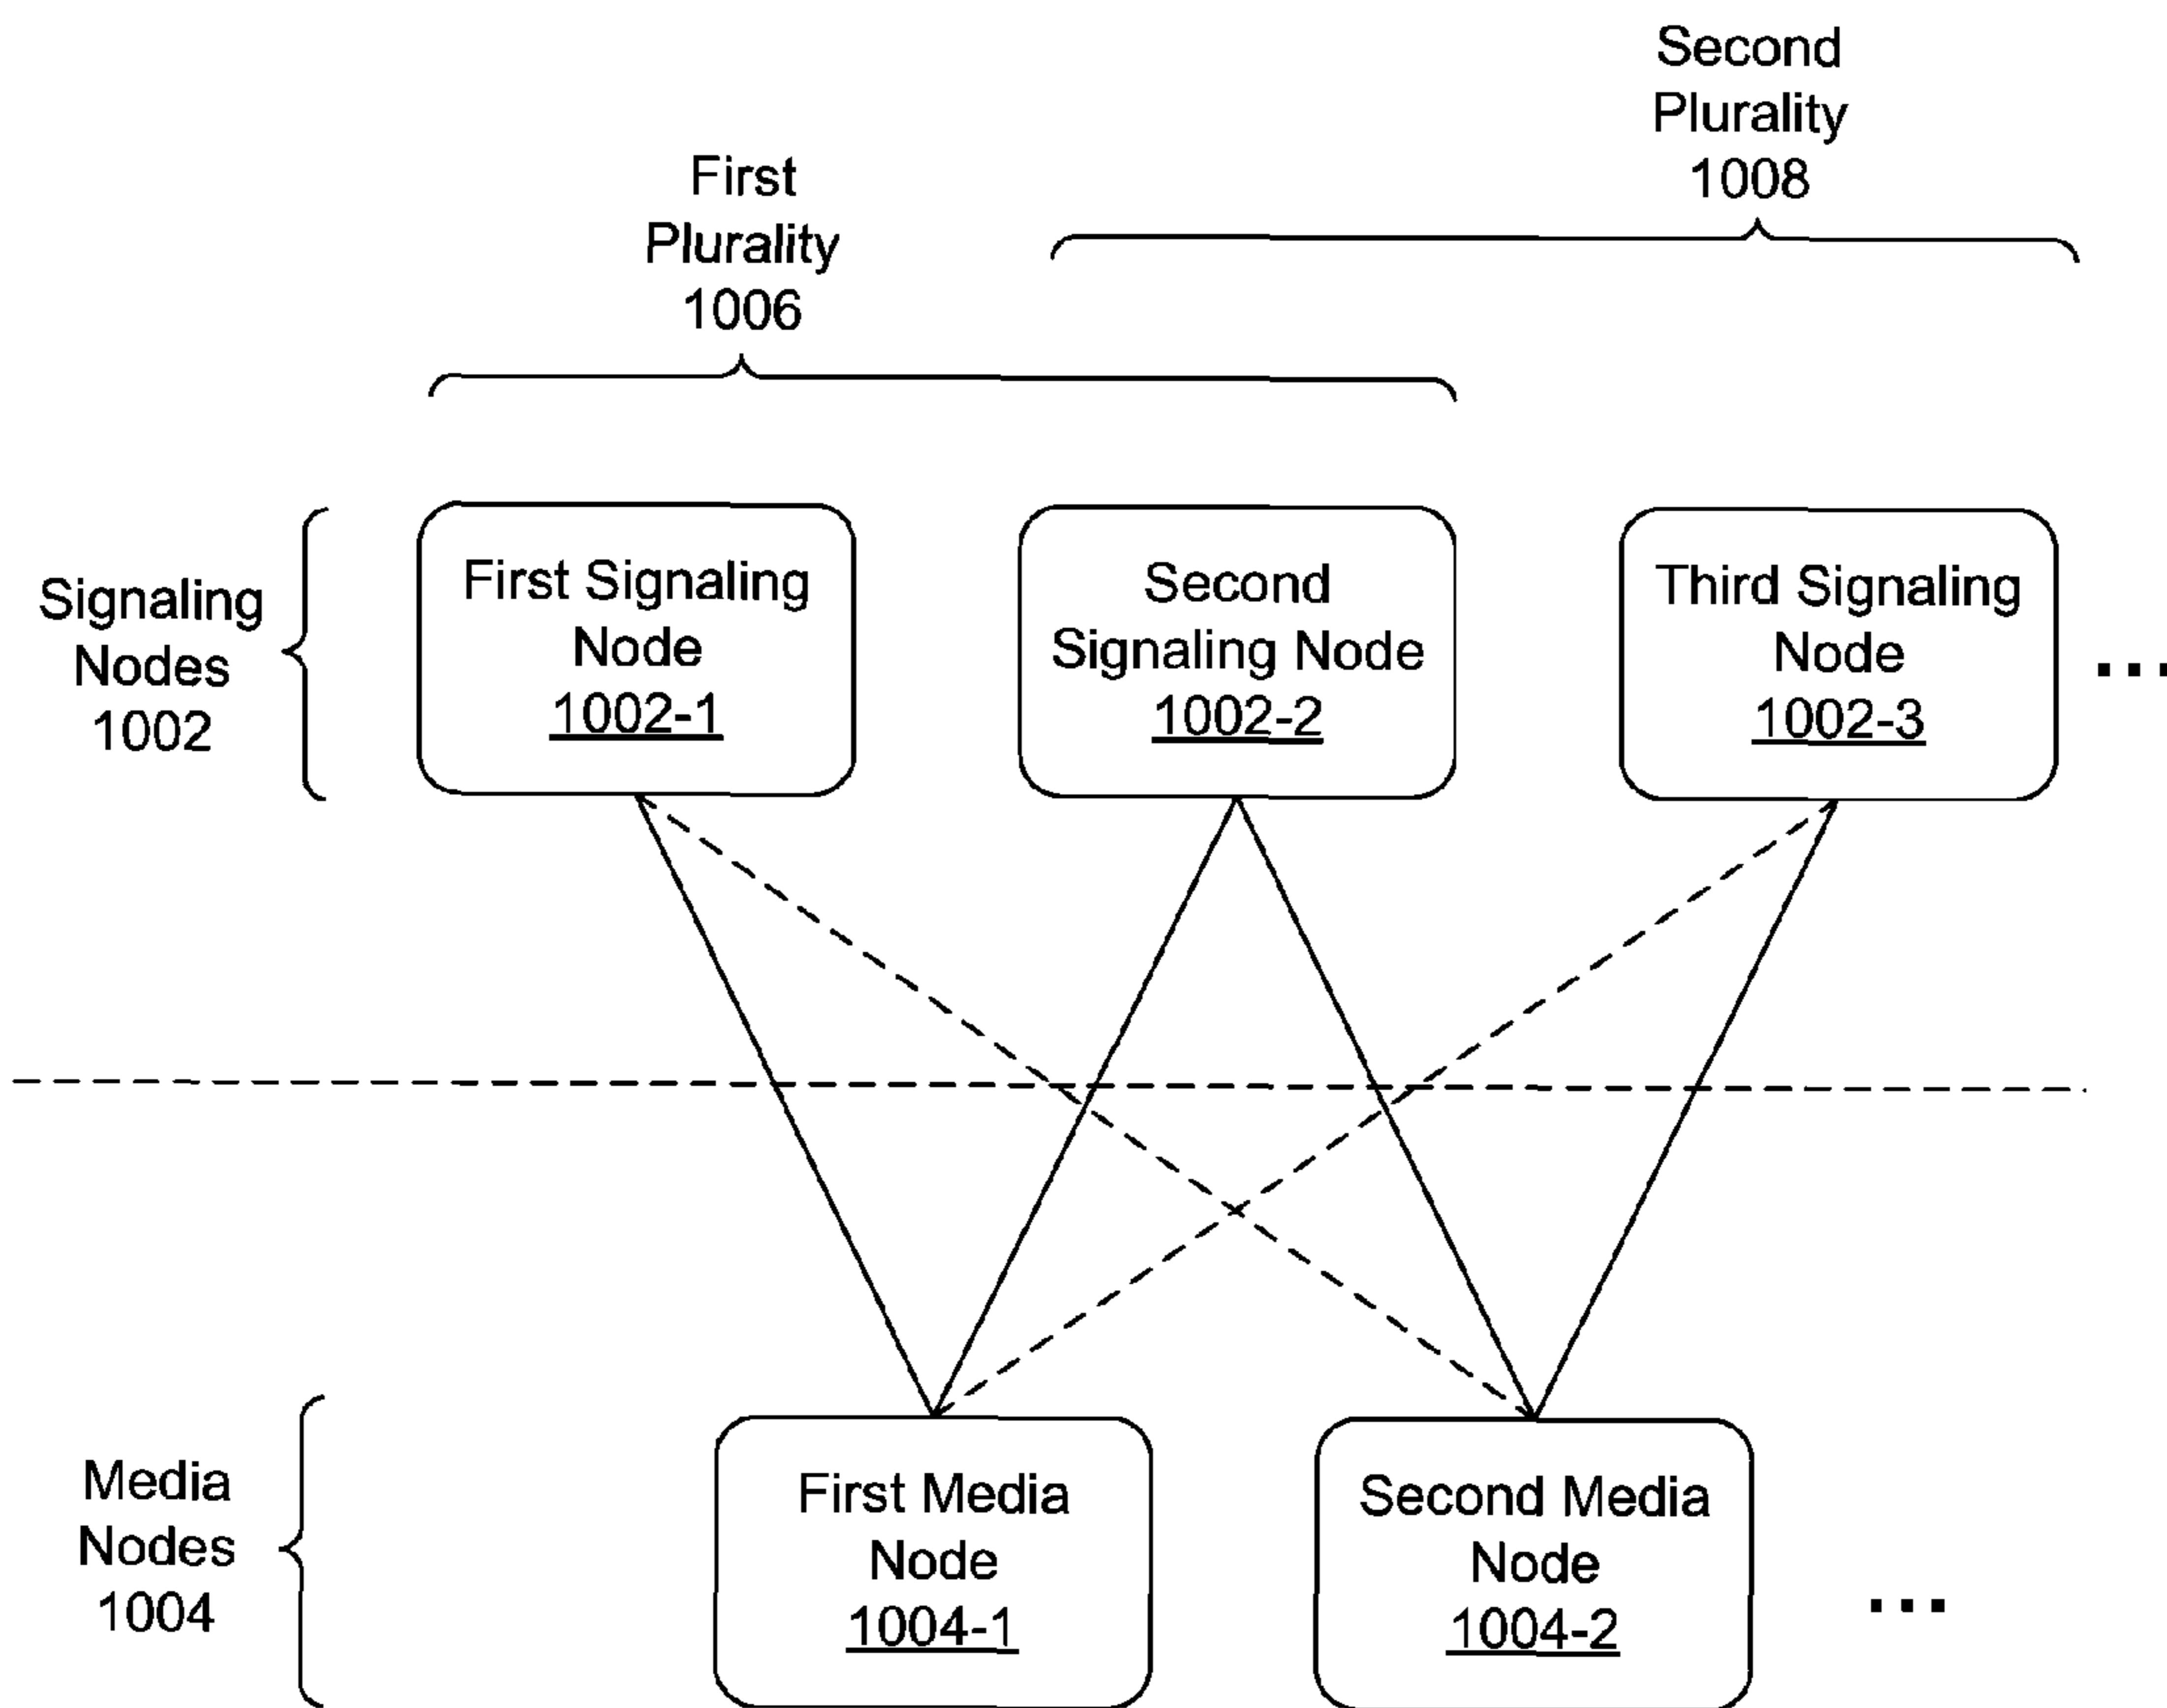 Second
Plurality
1008
First
Plurality
1006
Signaling
Nodes
1002
First Signaling
Node
1002-1
Second
Signaling Node
1002-2
Third Signaling
Node
1002-3
...
Media
Nodes
1004
First Media
Node
1004-1
Second Media
Node
1004-2
...